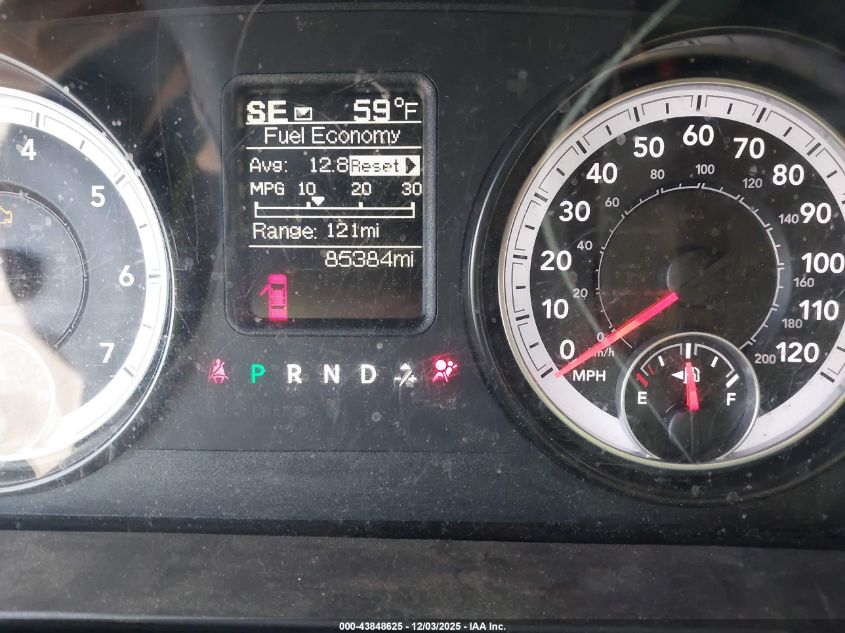 SE 59°F
Fuel Economy
Avg: 12.8 Reset
MPG 10 20 30
Range: 121mi
85384mi
P R N D
4
5
6
7
0 10 20 30 40 50 60 70 80 90 100 110 120
MPH
0 20 40 60 80 100 120 140 160 180 200
km/h
E F
000-43848625 - 12/03/2025 - IAA Inc.